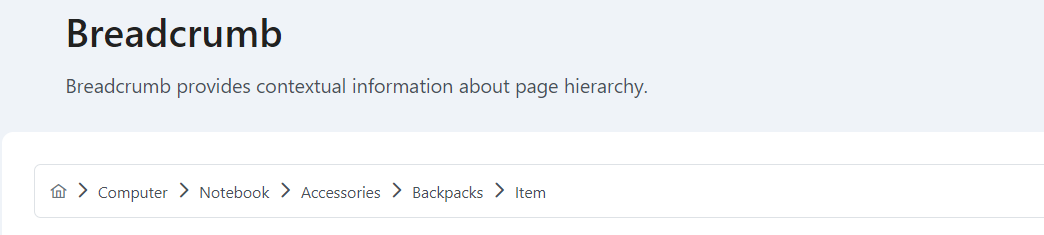 Breadcrumb
Breadcrumb provides contextual information about page hierarchy.
Computer Notebook Accessories Backpacks Item